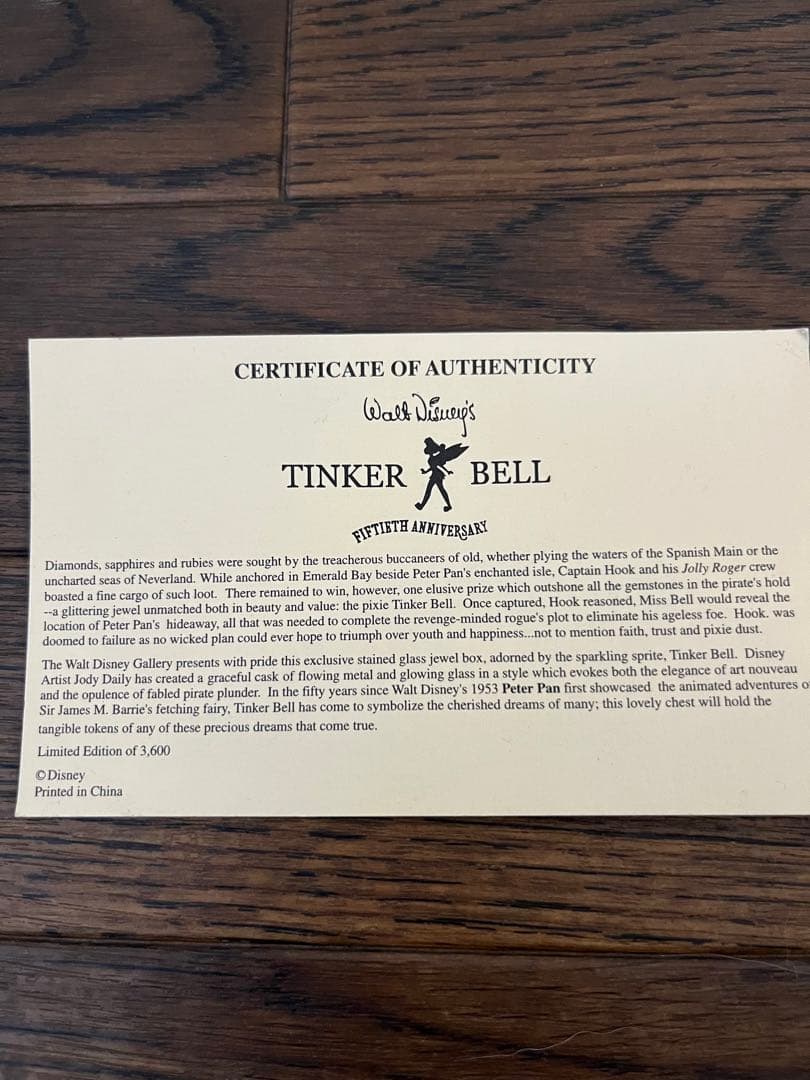 CERTIFICATE OF AUTHENTICITY
Walt Disney's
TINKER BELL
FIFTIETH ANNIVERSARY
Diamonds, sapphires and rubies were sought by the treacherous buccaneers of old, whether plying the waters of the Spanish Main or the
uncharted seas of Neverland. While anchored in Emerald Bay beside Peter Pan's enchanted isle, Captain Hook and his Jolly Roger crew
boasted a fine cargo of such loot. There remained to win, however, one elusive prize which outshone all the gemstones in the pirate's hold
--a glittering jewel unmatched both in beauty and value: the pixie Tinker Bell. Once captured, Hook reasoned, Miss Bell would reveal the
location of Peter Pan's hideaway, all that was needed to complete the revenge-minded rogue's plot to eliminate his ageless foe. Hook. was
doomed to failure as no wicked plan could ever hope to triumph over youth and happiness...not to mention faith, trust and pixie dust.
The Walt Disney Gallery presents with pride this exclusive stained glass jewel box, adorned by the sparkling sprite, Tinker Bell. Disney
Artist Jody Daily has created a graceful cask of flowing metal and glowing glass in a style which evokes both the elegance of art nouveau
and the opulence of fabled pirate plunder. In the fifty years since Walt Disney's 1953 Peter Pan first showcased the animated adventures o
Sir James M. Barrie's fetching fairy, Tinker Bell has come to symbolize the cherished dreams of many; this lovely chest will hold the
tangible tokens of any of these precious dreams that come true.
Limited Edition of 3,600
© Disney
Printed in China